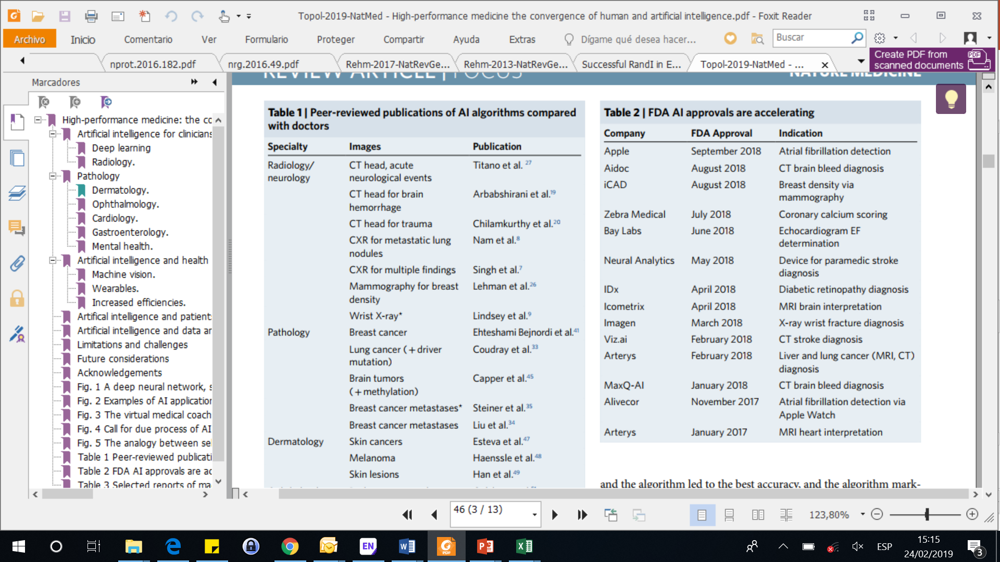 Topol-2019-NatMed - High-performance medicine the convergence of human and artificial intelligence.pdf - Foxit Reader
Archivo Inicio Comentario Ver Formulario Proteger Compartir Ayuda Extras Dígame qué desea hacer... Buscar
nprot.2016.182.pdf nrg.2016.49.pdf Rehm-2017-NatRevGe... Rehm-2013-NatRevGe... Successful RandI in E... Topol-2019-NatMed - ...
Create PDF from
scanned documents
PDF
Marcadores
High-performance medicine: the cc
Artificial intelligence for clinicians
Deep learning
Radiology.
Pathology
Dermatology.
Ophthalmology.
Cardiology.
Gastroenterology.
Mental health.
Artificial intelligence and health
Machine vision.
Wearables.
Increased efficiencies.
Artifical intelligence and patient
Artificial intelligence and data ar
Limitations and challenges
Future considerations
Acknowledgements
Fig. 1 A deep neural network, s
Fig. 2 Examples of AI application
Fig. 3 The virtual medical coach
Fig. 4 Call for due process of AI
Fig. 5 The analogy between se
Table 1 Peer-reviewed publicati
Table 2 FDA AI approvals are ac
Table 3 Selected reports of ma
REVIEW ARTICLE | FOCUS NATURE MEDICINE
Table 1 | Peer-reviewed publications of AI algorithms compared
with doctors
Specialty Images Publication
Radiology/ CT head, acute Titano et al. 27
neurology neurological events
CT head for brain Arbabshirani et al.19
hemorrhage
CT head for trauma Chilamkurthy et al.20
CXR for metastatic lung Nam et al.8
nodules
CXR for multiple findings Singh et al.7
Mammography for breast Lehman et al.26
density
Wrist X-ray* Lindsey et al.9
Pathology Breast cancer Ehteshami Bejnordi et al.41
Lung cancer (+driver Coudray et al.33
mutation)
Brain tumors Capper et al.45
(+methylation)
Breast cancer metastases* Steiner et al.35
Breast cancer metastases Liu et al.34
Dermatology Skin cancers Esteva et al.47
Melanoma Haenssle et al.48
Skin lesions Han et al.49
Table 2 | FDA AI approvals are accelerating
Company FDA Approval Indication
Apple September 2018 Atrial fibrillation detection
Aidoc August 2018 CT brain bleed diagnosis
iCAD August 2018 Breast density via
mammography
Zebra Medical July 2018 Coronary calcium scoring
Bay Labs June 2018 Echocardiogram EF
determination
Neural Analytics May 2018 Device for paramedic stroke
diagnosis
IDx April 2018 Diabetic retinopathy diagnosis
Icometrix April 2018 MRI brain interpretation
Imagen March 2018 X-ray wrist fracture diagnosis
Viz.ai February 2018 CT stroke diagnosis
Arterys February 2018 Liver and lung cancer (MRI, CT)
diagnosis
MaxQ-AI January 2018 CT brain bleed diagnosis
Alivecor November 2017 Atrial fibrillation detection via
Apple Watch
Arterys January 2017 MRI heart interpretation
and the algorithm led to the best accuracy, and the algorithm mark-
46 (3 / 13)
123,80%
EN
PDF
ESP
15:15
24/02/2019
3